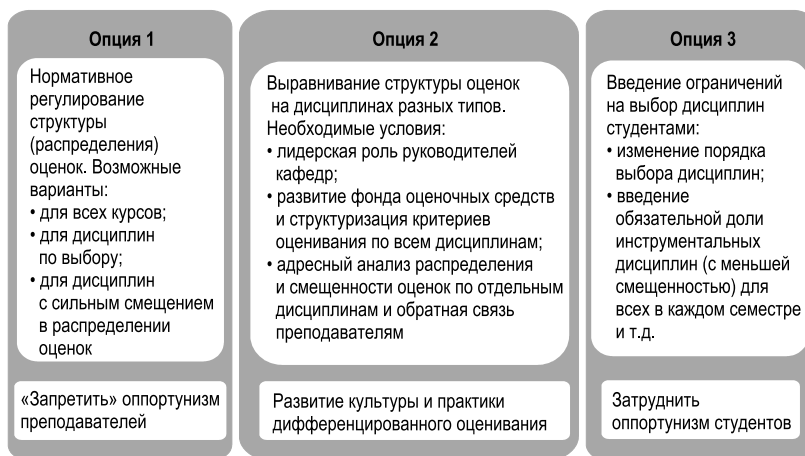 Опция 1
Нормативное
регулирование
структуры
(распределения)
оценок. Возможные
варианты:
• для всех курсов;
• для дисциплин
по выбору;
• для дисциплин
с сильным смещением
в распределении
оценок
«Запретить» оппортунизм
преподавателей
Опция 2
Выравнивание структуры оценок
на дисциплинах разных типов.
Необходимые условия:
• лидерская роль руководителей
кафедр;
• развитие фонда оценочных средств
и структуризация критериев
оценивания по всем дисциплинам;
• адресный анализ распределения
и смещенности оценок по отдельным
дисциплинам и обратная связь
преподавателям
Развитие культуры и практики
дифференцированного оценивания
Опция 3
Введение ограничений
на выбор дисциплин
студентами:
• изменение порядка
выбора дисциплин;
• введение
обязательной доли
инструментальных
дисциплин (с меньшей
смещенностью) для
всех в каждом семестре
и т.д.
Затруднить
оппортунизм студентов